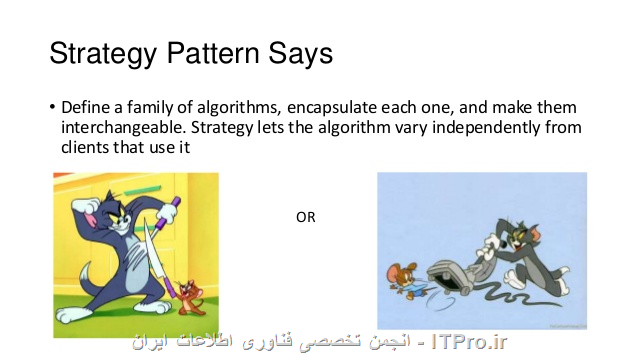 Strategy Pattern Says
• Define a family of algorithms, encapsulate each one, and make them
interchangeable. Strategy lets the algorithm vary independently from
clients that use it
OR
انجمن تخصصی فناوری اطلاعات ایران - ITPro.ir